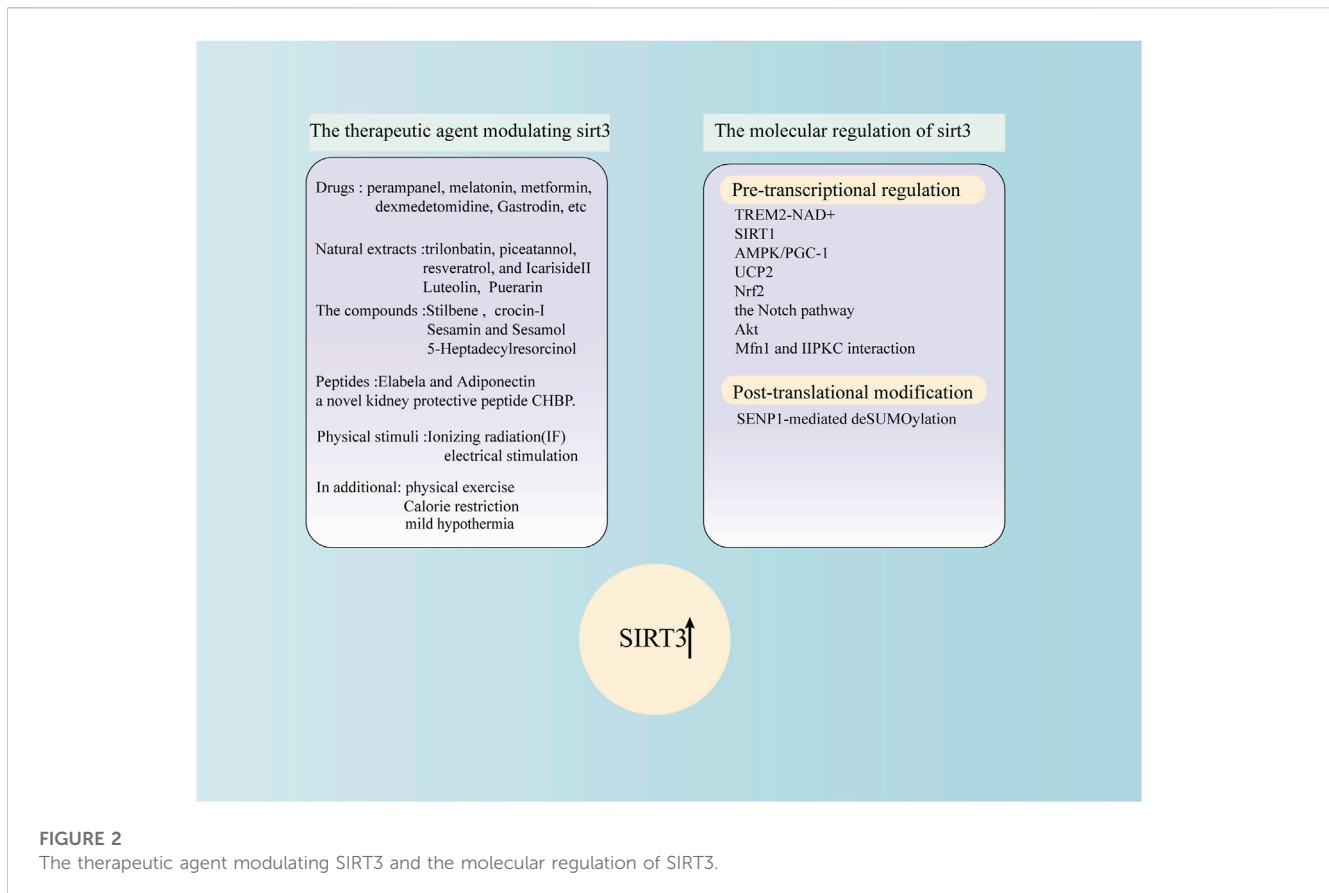 The therapeutic agent modulating sirt3
Drugs : perampanel, melatonin, metformin,
dexmedetomidine, Gastrodin, etc
Natural extracts :trilonbatin, piceatannol,
resveratrol, and IcarisideII
Luteolin, Puerarin
The compounds :Stilbene , crocin-I
Sesamin and Sesamol
5-Heptadecylresorcinol
Peptides :Elabela and Adiponectin
a novel kidney protective peptide CHBP.
Physical stimuli :Ionizing radiation(IF)
electrical stimulation
In additional: physical exercise
Calorie restriction
mild hypothermia
The molecular regulation of sirt3
Pre-transcriptional regulation
TREM2-NAD+
SIRT1
AMPK/PGC-1
UCP2
Nrf2
the Notch pathway
Akt
Mfn1 and IIPKC interaction
Post-translational modification
SENP1-mediated deSUMOylation
SIRT3
FIGURE 2
The therapeutic agent modulating SIRT3 and the molecular regulation of SIRT3.